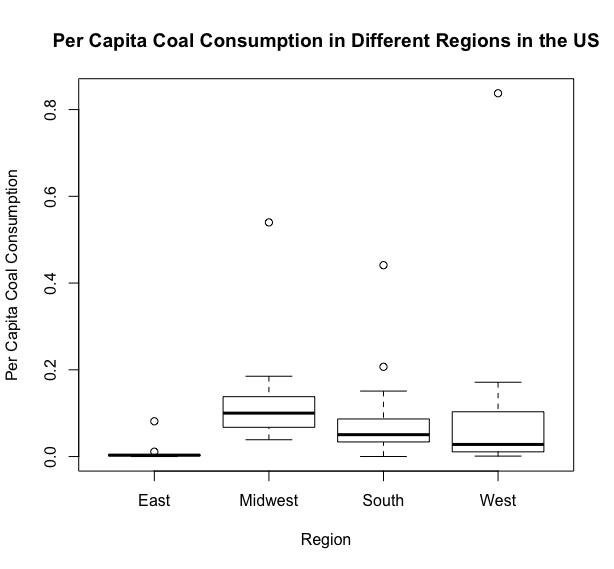 Per Capita Coal Consumption in Different Regions in the US
Per Capita Coal Consumption
0.8
0.6
0.4
0.2
0.0
East Midwest South West
Region